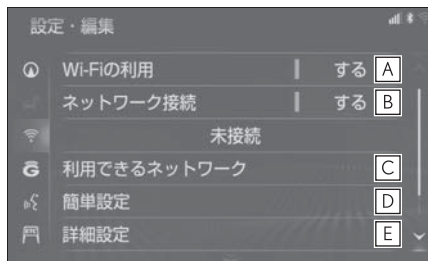 設定・編集
Wi-Fiの利用 する A
ネットワーク接続 する B
未接続
利用できるネットワーク C
簡単設定 D
詳細設定 E